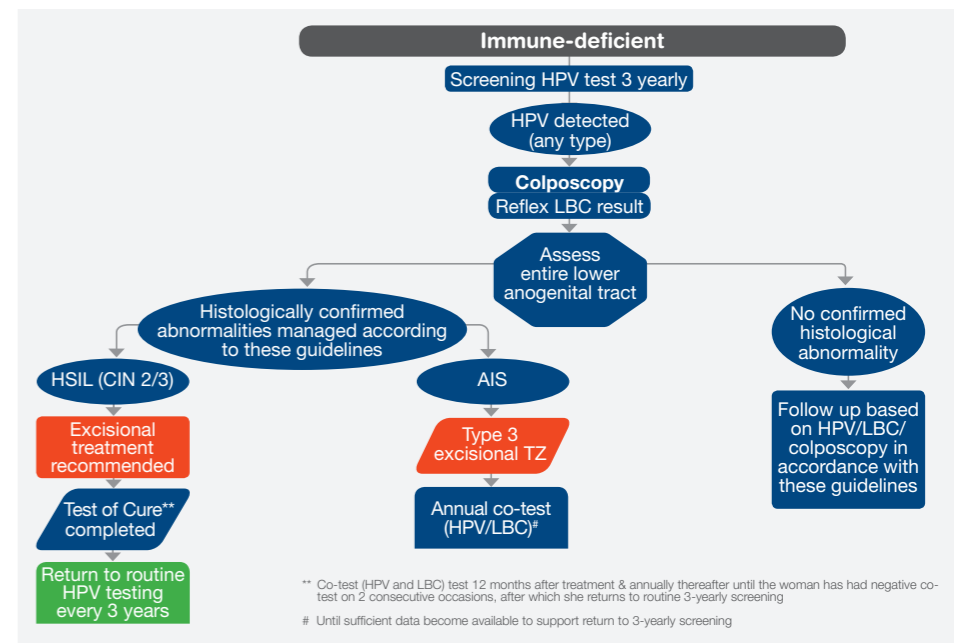 Immune-deficient
Screening HPV test 3 yearly
HPV detected
(any type)
Colposcopy
Reflex LBC result
Assess
entire lower
anogenital tract
Histologically confirmed
abnormalities managed according
to these guidelines
No confirmed
histological
abnormality
HSIL (CIN 2/3)
AIS
Excisional
treatment
recommended
Type 3
excisional TZ
Follow up based
on HPV/LBC/
colposcopy in
accordance with
these guidelines
Test of Cure**
completed
Annual co-test
(HPV/LBC)#
Return to routine
HPV testing
every 3 years
** Co-test (HPV and LBC) test 12 months after treatment & annually thereafter until the woman has had negative co-
test on 2 consecutive occasions, after which she returns to routine 3-yearly screening
# Until sufficient data become available to support return to 3-yearly screening